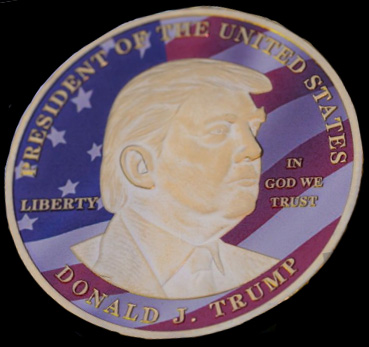 PRESIDENT OF THE UNITED STATES
LIBERTY
IN
GOD WE
TRUST
DONALD J. TRUMP